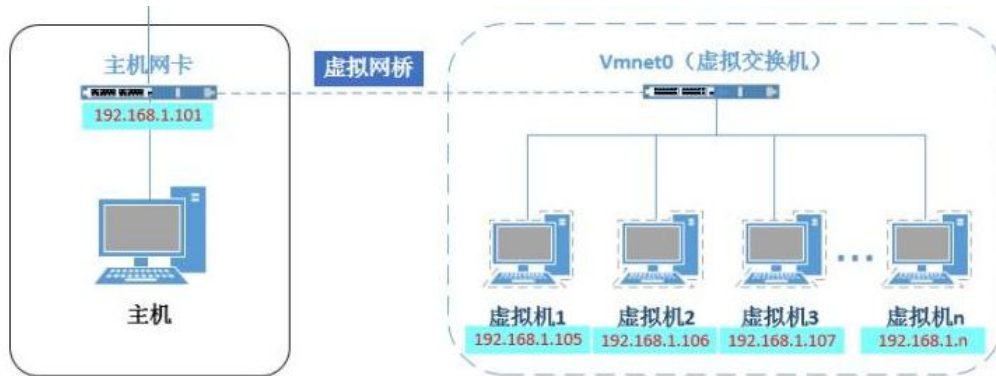 主机网卡
192.168.1.101
主机
虚拟网桥
Vmnet0（虚拟交换机）
虚拟机1
192.168.1.105
虚拟机2
192.168.1.106
虚拟机3
192.168.1.107
...
虚拟机n
192.168.1.n